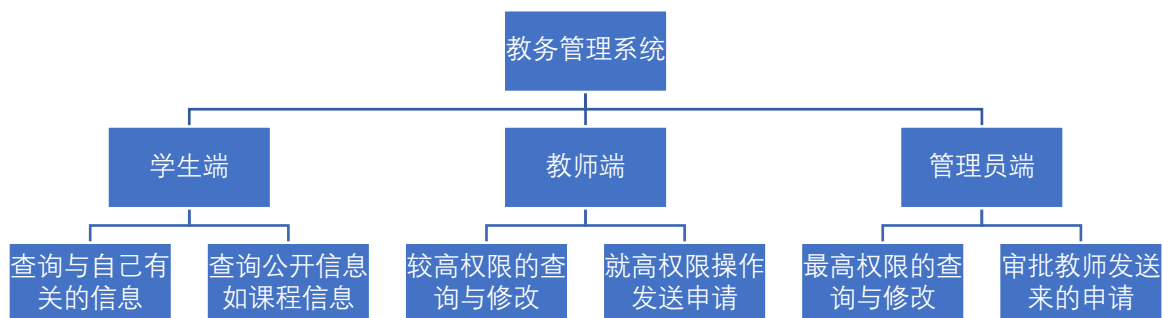 教务管理系统
学生端
教师端
管理员端
查询与自己有
关的信息
查询公开信息
如课程信息
较高权限的查
询与修改
就高权限操作
发送申请
最高权限的查
询与修改
审批教师发送
来的申请